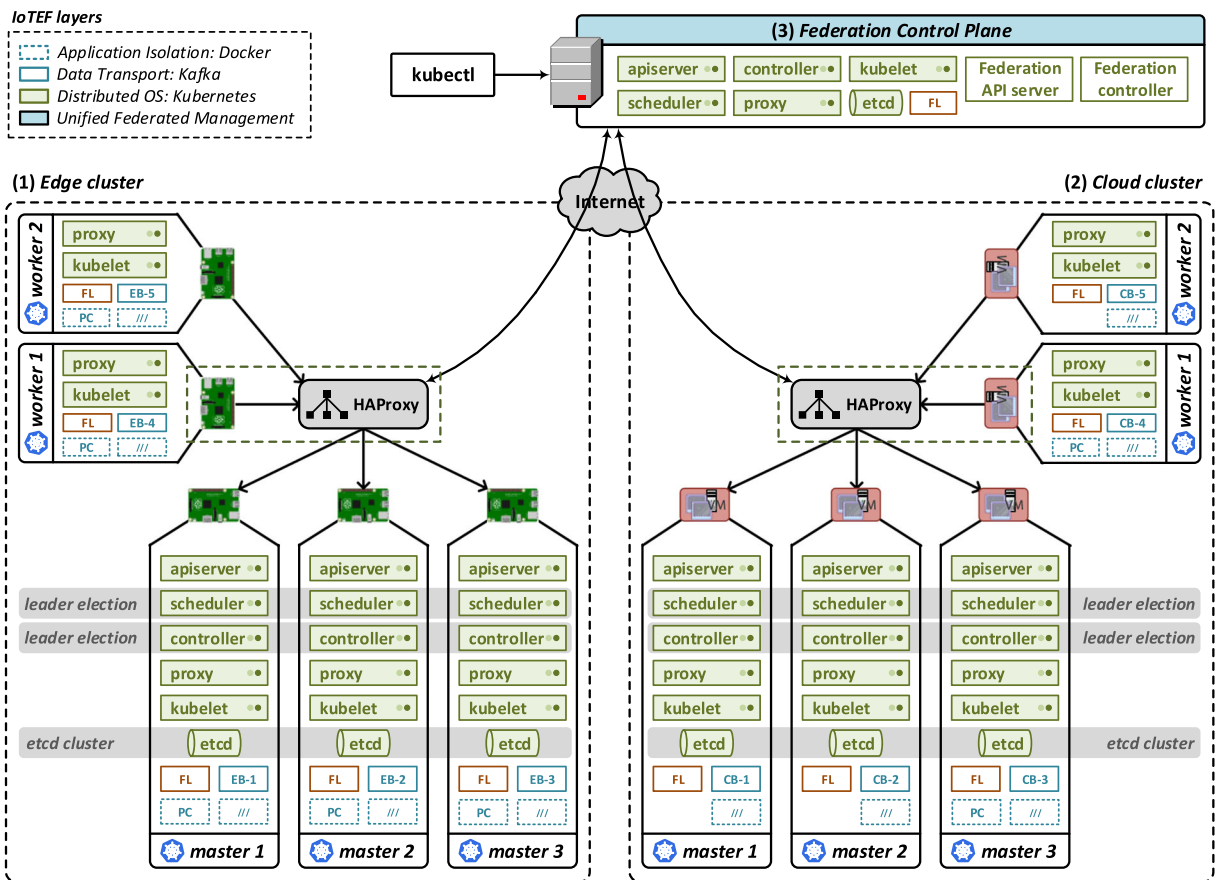 IoTEF layers
Application Isolation: Docker
Data Transport: Kafka
Distributed OS: Kubernetes
Unified Federated Management
kubectl
(3) Federation Control Plane
apiserver controller kubelet Federation API server Federation controller
scheduler proxy etcd FL
Internet
(1) Edge cluster
worker 2
proxy
kubelet
FL EB-5
PC ///
worker 1
proxy
kubelet
FL EB-4
PC ///
HAProxy
apiserver apiserver apiserver
leader election scheduler scheduler scheduler
leader election controller controller controller
proxy proxy proxy
kubelet kubelet kubelet
etcd cluster etcd etcd etcd
FL EB-1 FL EB-2 FL EB-3
PC /// PC /// PC ///
master 1 master 2 master 3
(2) Cloud cluster
VM
proxy
kubelet
FL CB-5
///
worker 2
VM
proxy
kubelet
FL CB-4
PC ///
worker 1
HAProxy
VM VM VM
apiserver apiserver apiserver
scheduler scheduler scheduler leader election
controller controller controller leader election
proxy proxy proxy
kubelet kubelet kubelet
etcd etcd etcd etcd cluster
FL CB-1 FL CB-2 FL CB-3
/// /// PC ///
master 1 master 2 master 3